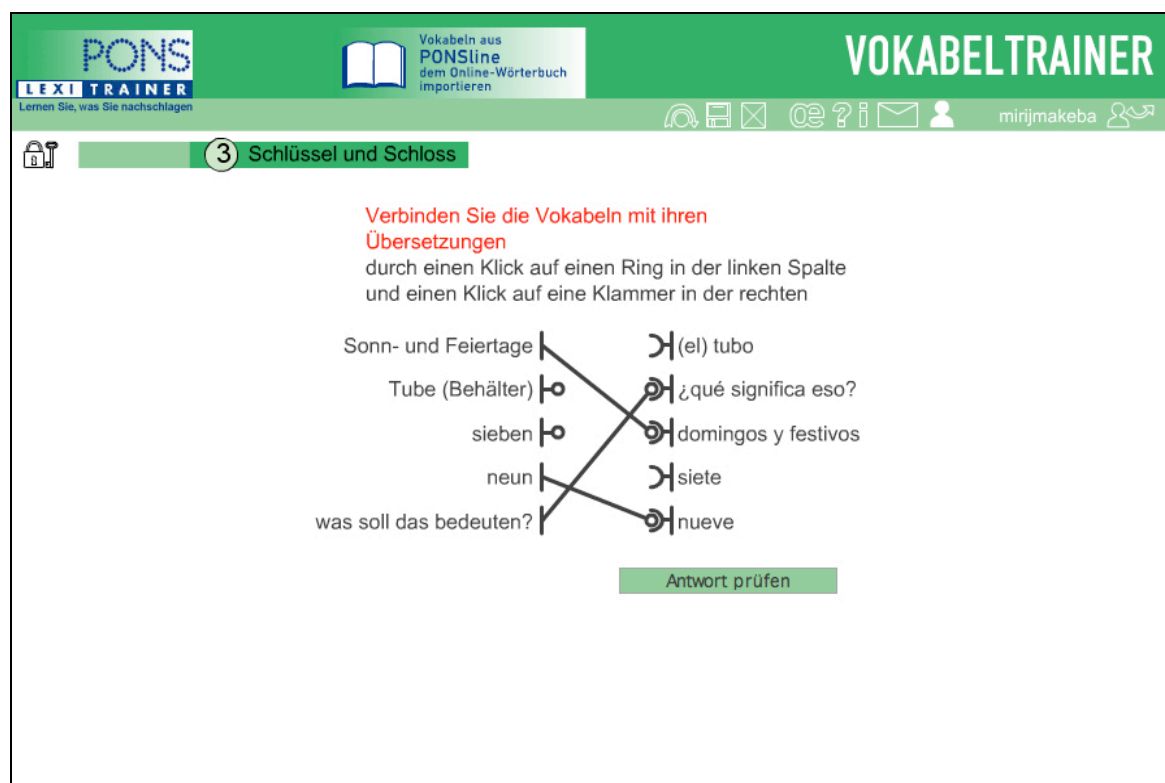 PONS
LEXI TRAINER
Lernen Sie, was Sie nachschlagen
Vokabeln aus
PONSline
dem Online-Wörterbuch
importieren
VOKABELTRAINER
œ ? i
mirijmakeba
3 Schlüssel und Schloss
Verbinden Sie die Vokabeln mit ihren
Übersetzungen
durch einen Klick auf einen Ring in der linken Spalte
und einen Klick auf eine Klammer in der rechten
Sonn- und Feiertage (el) tubo
Tube (Behälter) ¿qué significa eso?
sieben domingos y festivos
neun siete
was soll das bedeuten? nueve
Antwort prüfen